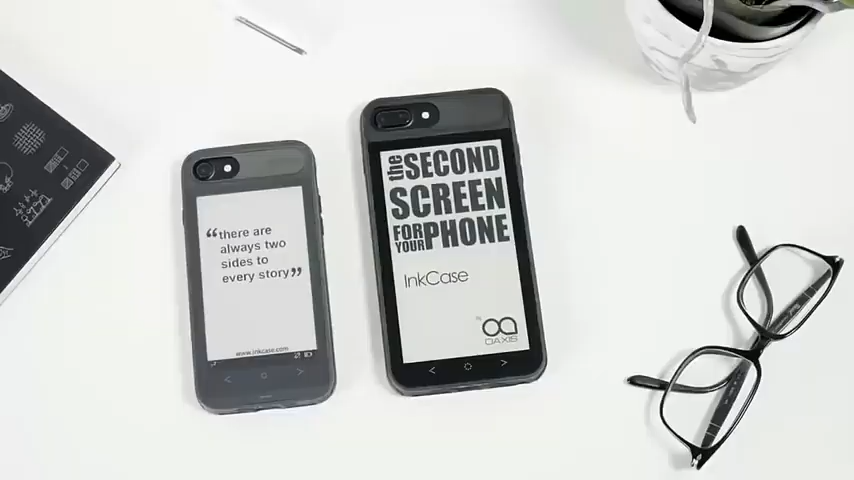 “there are
always two
sides to
every story”
www.inkcase.com
the SECOND
SCREEN
FOR YOUR PHONE
InkCase
by
OAXIS